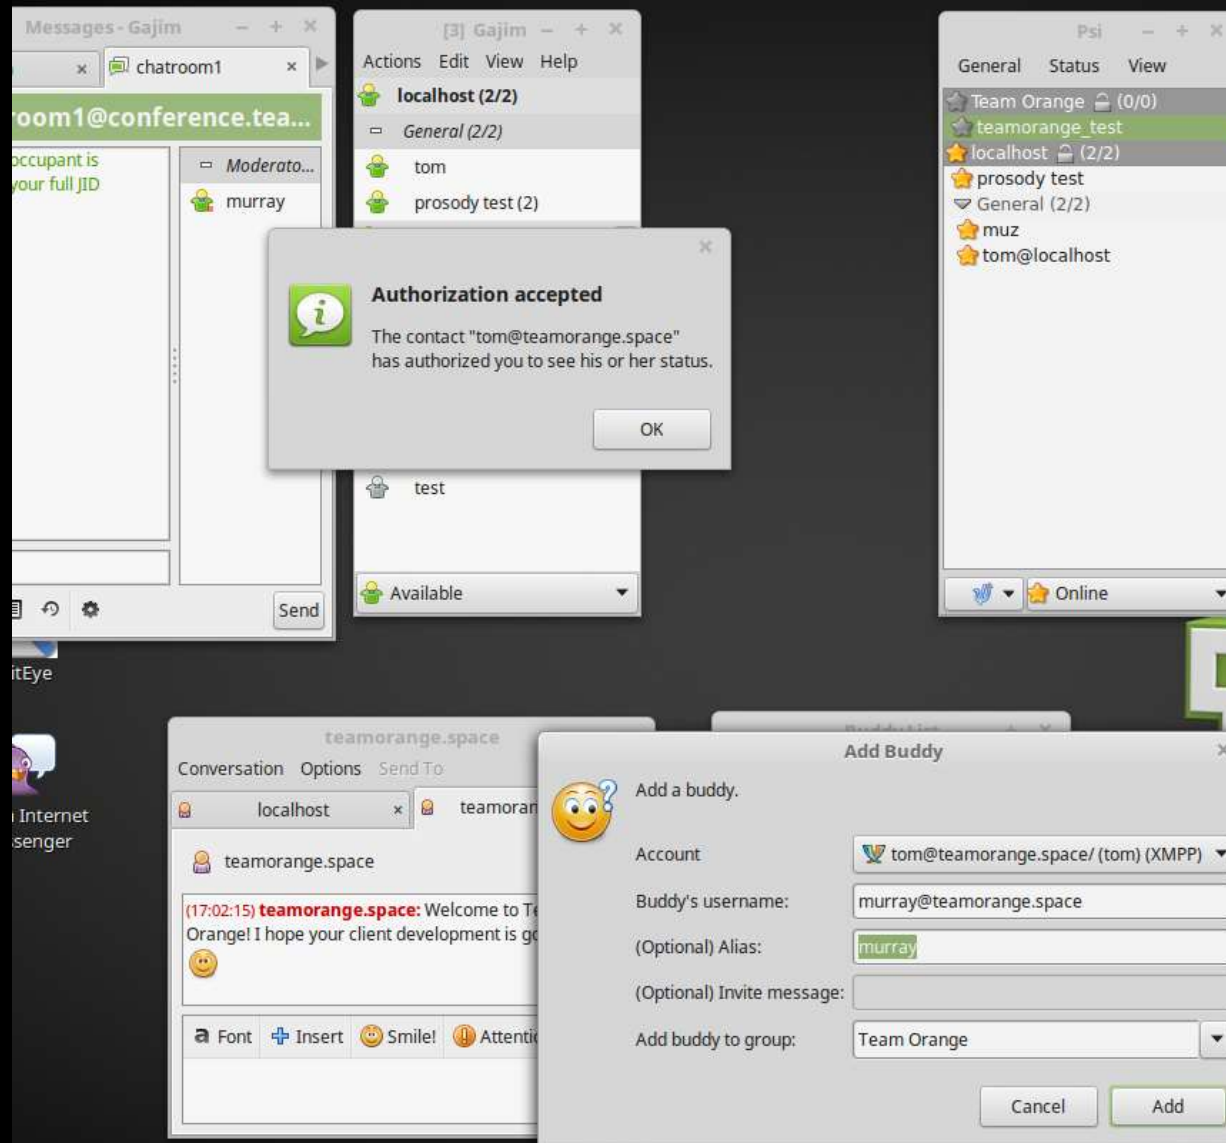 Messages - Gajim
chatroom1
room1@conference.tea...
occupant is
your full JID
Moderato...
murray
Send
[3] Gajim
Actions Edit View Help
localhost (2/2)
General (2/2)
tom
prosody test (2)
test
Available
Authorization accepted
The contact "tom@teamorange.space"
has authorized you to see his or her status.
OK
Psi
General Status View
Team Orange (0/0)
teamorange_test
localhost (2/2)
prosody test
General (2/2)
muz
tom@localhost
Online
itEye
Internet
senger
teamorange.space
Conversation Options Send To
localhost
teamoran
teamorange.space
(17:02:15) teamorange.space: Welcome to Te
Orange! I hope your client development is go
a Font Insert Smile! Attentio
Buddy List
Add Buddy
Add a buddy.
Account
tom@teamorange.space/ (tom) (XMPP)
Buddy's username:
murray@teamorange.space
(Optional) Alias:
murray
(Optional) Invite message:
Add buddy to group:
Team Orange
Cancel
Add